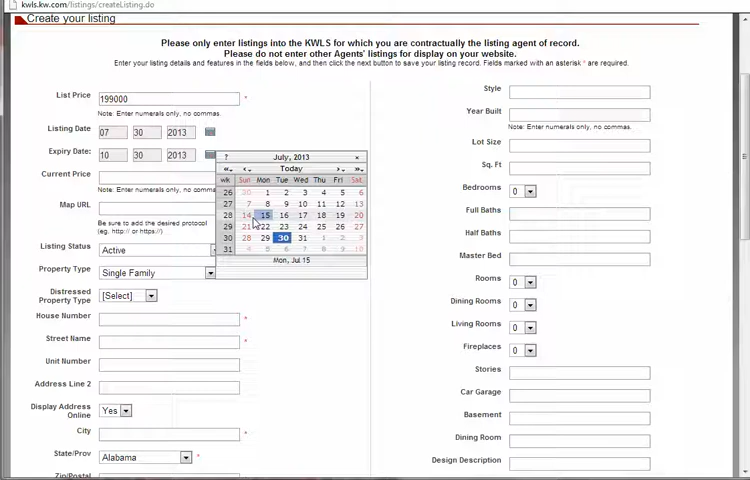 kwls.kw.com/listings/createListing.do
Create your listing
Please only enter listings into the KWLS for which you are contractually the listing agent of record.
Please do not enter other Agents' listings for display on your website.
Enter your listing details and features in the fields below, and then click the next button to save your listing record. Fields marked with an asterisk * are required.
List Price 199000 *
Note: Enter numerals only, no commas.
Listing Date 07 30 2013
Expiry Date: 10 30 2013
Current Price
Note: Enter numerals
Map URL
Be sure to add the desired protocol
(eg. http:// or https://)
Listing Status Active
Property Type Single Family
Distressed
Property Type [Select]
House Number *
Street Name *
Unit Number
Address Line 2
Display Address
Online Yes
City *
State/Prov Alabama *
Zip/Postal
? July, 2013 ×
« ‹ Today › »
wk Sun Mon Tue Wed Thu Fri Sat
26 30 1 2 3 4 5 6
27 7 8 9 10 11 12 13
28 14 15 16 17 18 19 20
29 21 22 23 24 25 26 27
30 28 29 30 31 1 2 3
31 4 5 6 7 8 9 10
Mon, Jul 15
Style
Year Built
Note: Enter numerals only, no commas.
Lot Size
Sq. Ft
Bedrooms 0
Full Baths
Half Baths
Master Bed
Rooms 0
Dining Rooms 0
Living Rooms 0
Fireplaces 0
Stories
Car Garage
Basement
Dining Room
Design Description